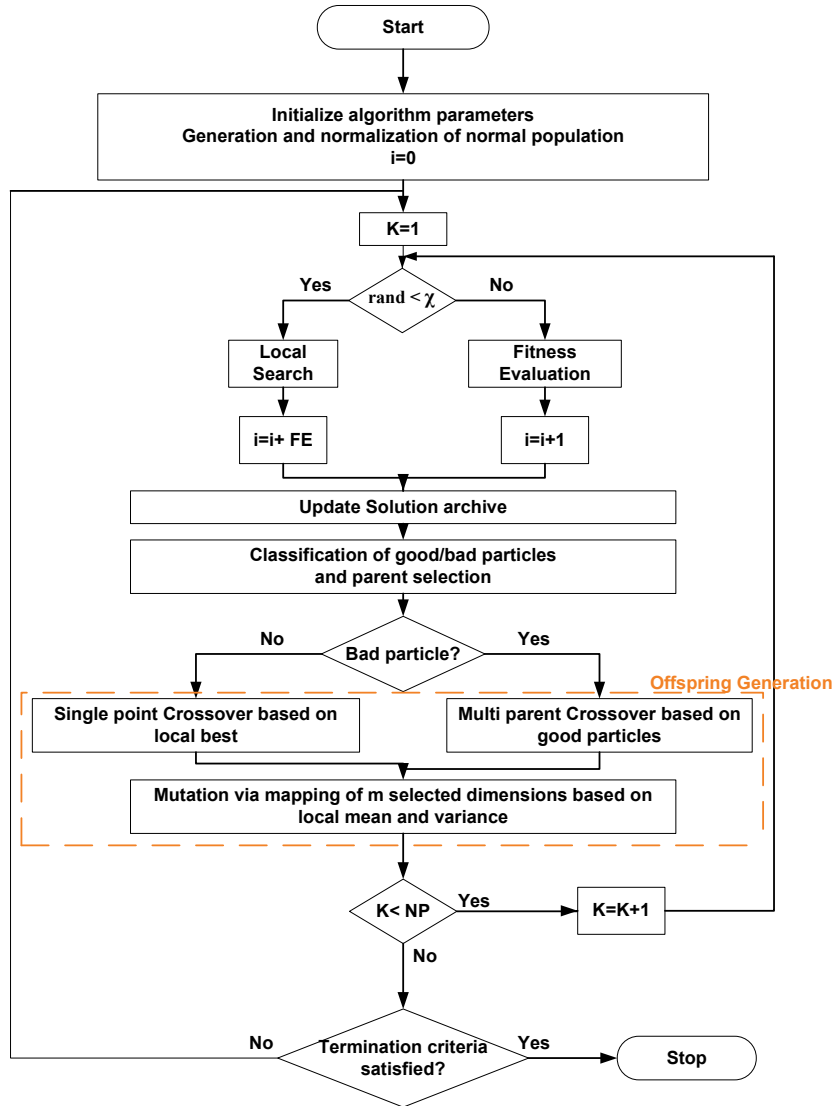 Start
Initialize algorithm parameters
Generation and normalization of normal population
i=0
K=1
Yes
rand < χ
No
Local
Search
Fitness
Evaluation
i=i+ FE
i=i+1
Update Solution archive
Classification of good/bad particles
and parent selection
No
Bad particle?
Yes
Offspring Generation
Single point Crossover based on
local best
Multi parent Crossover based on
good particles
Mutation via mapping of m selected dimensions based on
local mean and variance
K< NP
Yes
K=K+1
No
No
Termination criteria
satisfied?
Yes
Stop